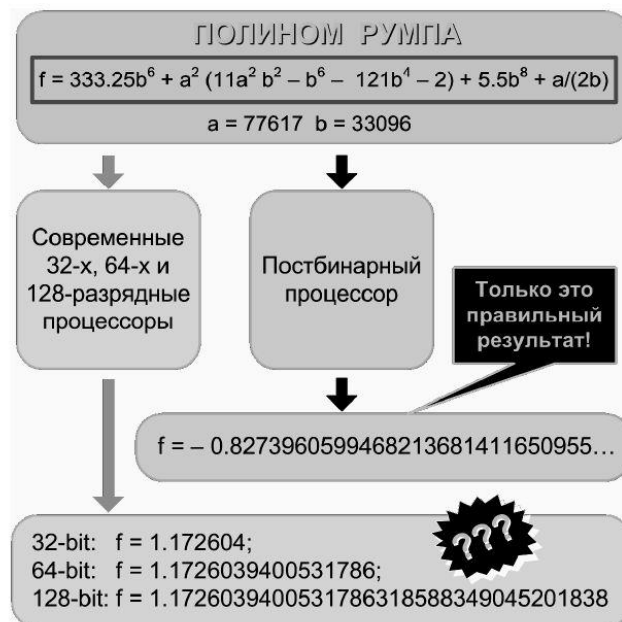 ПОЛИНОМ РУМПА
f = 333.25b⁶ + a² (11a² b² – b⁶ – 121b⁴ – 2) + 5.5b⁸ + a/(2b)
a = 77617 b = 33096
Современные
32-х, 64-х и
128-разрядные
процессоры
Постбинарный
процессор
Только это
правильный
результат!
f = – 0.827396059946821368141165095​5…
???
32-bit: f = 1.172604;
64-bit: f = 1.1726039400531786;
128-bit: f = 1.1726039400531786318588349045201838